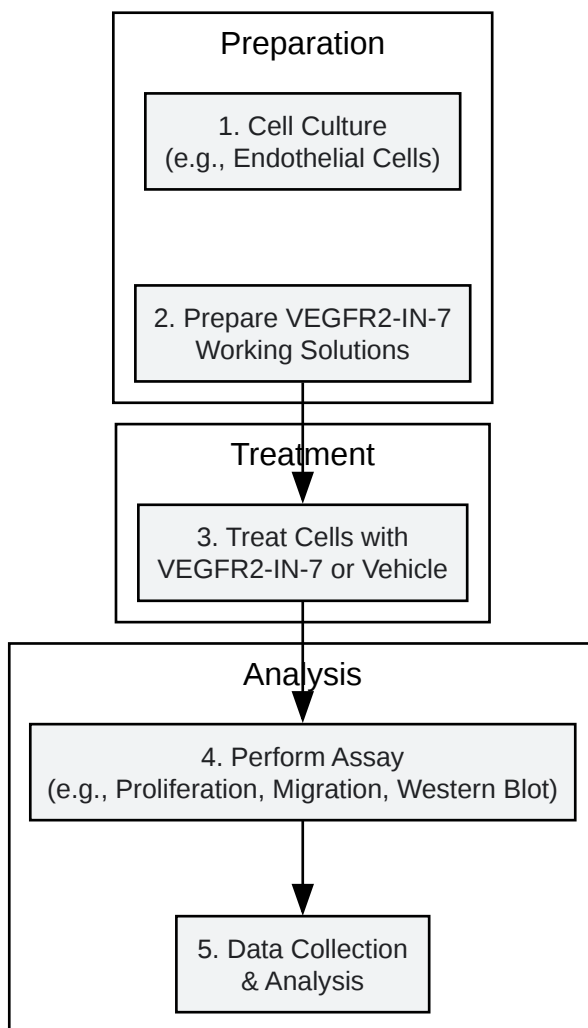 Preparation
1. Cell Culture
(e.g., Endothelial Cells)
2. Prepare VEGFR2-IN-7
Working Solutions
Treatment
3. Treat Cells with
VEGFR2-IN-7 or Vehicle
Analysis
4. Perform Assay
(e.g., Proliferation, Migration, Western Blot)
5. Data Collection
& Analysis